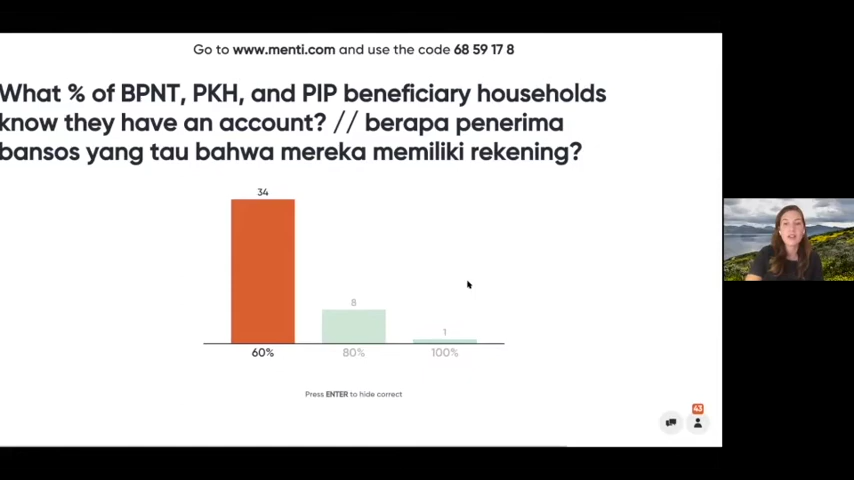 Go to www.menti.com and use the code 68 59 17 8
What % of BPNT, PKH, and PIP beneficiary households
know they have an account? // berapa penerima
bansos yang tau bahwa mereka memiliki rekening?
34
8
1
60%
80%
100%
Press ENTER to hide correct
43